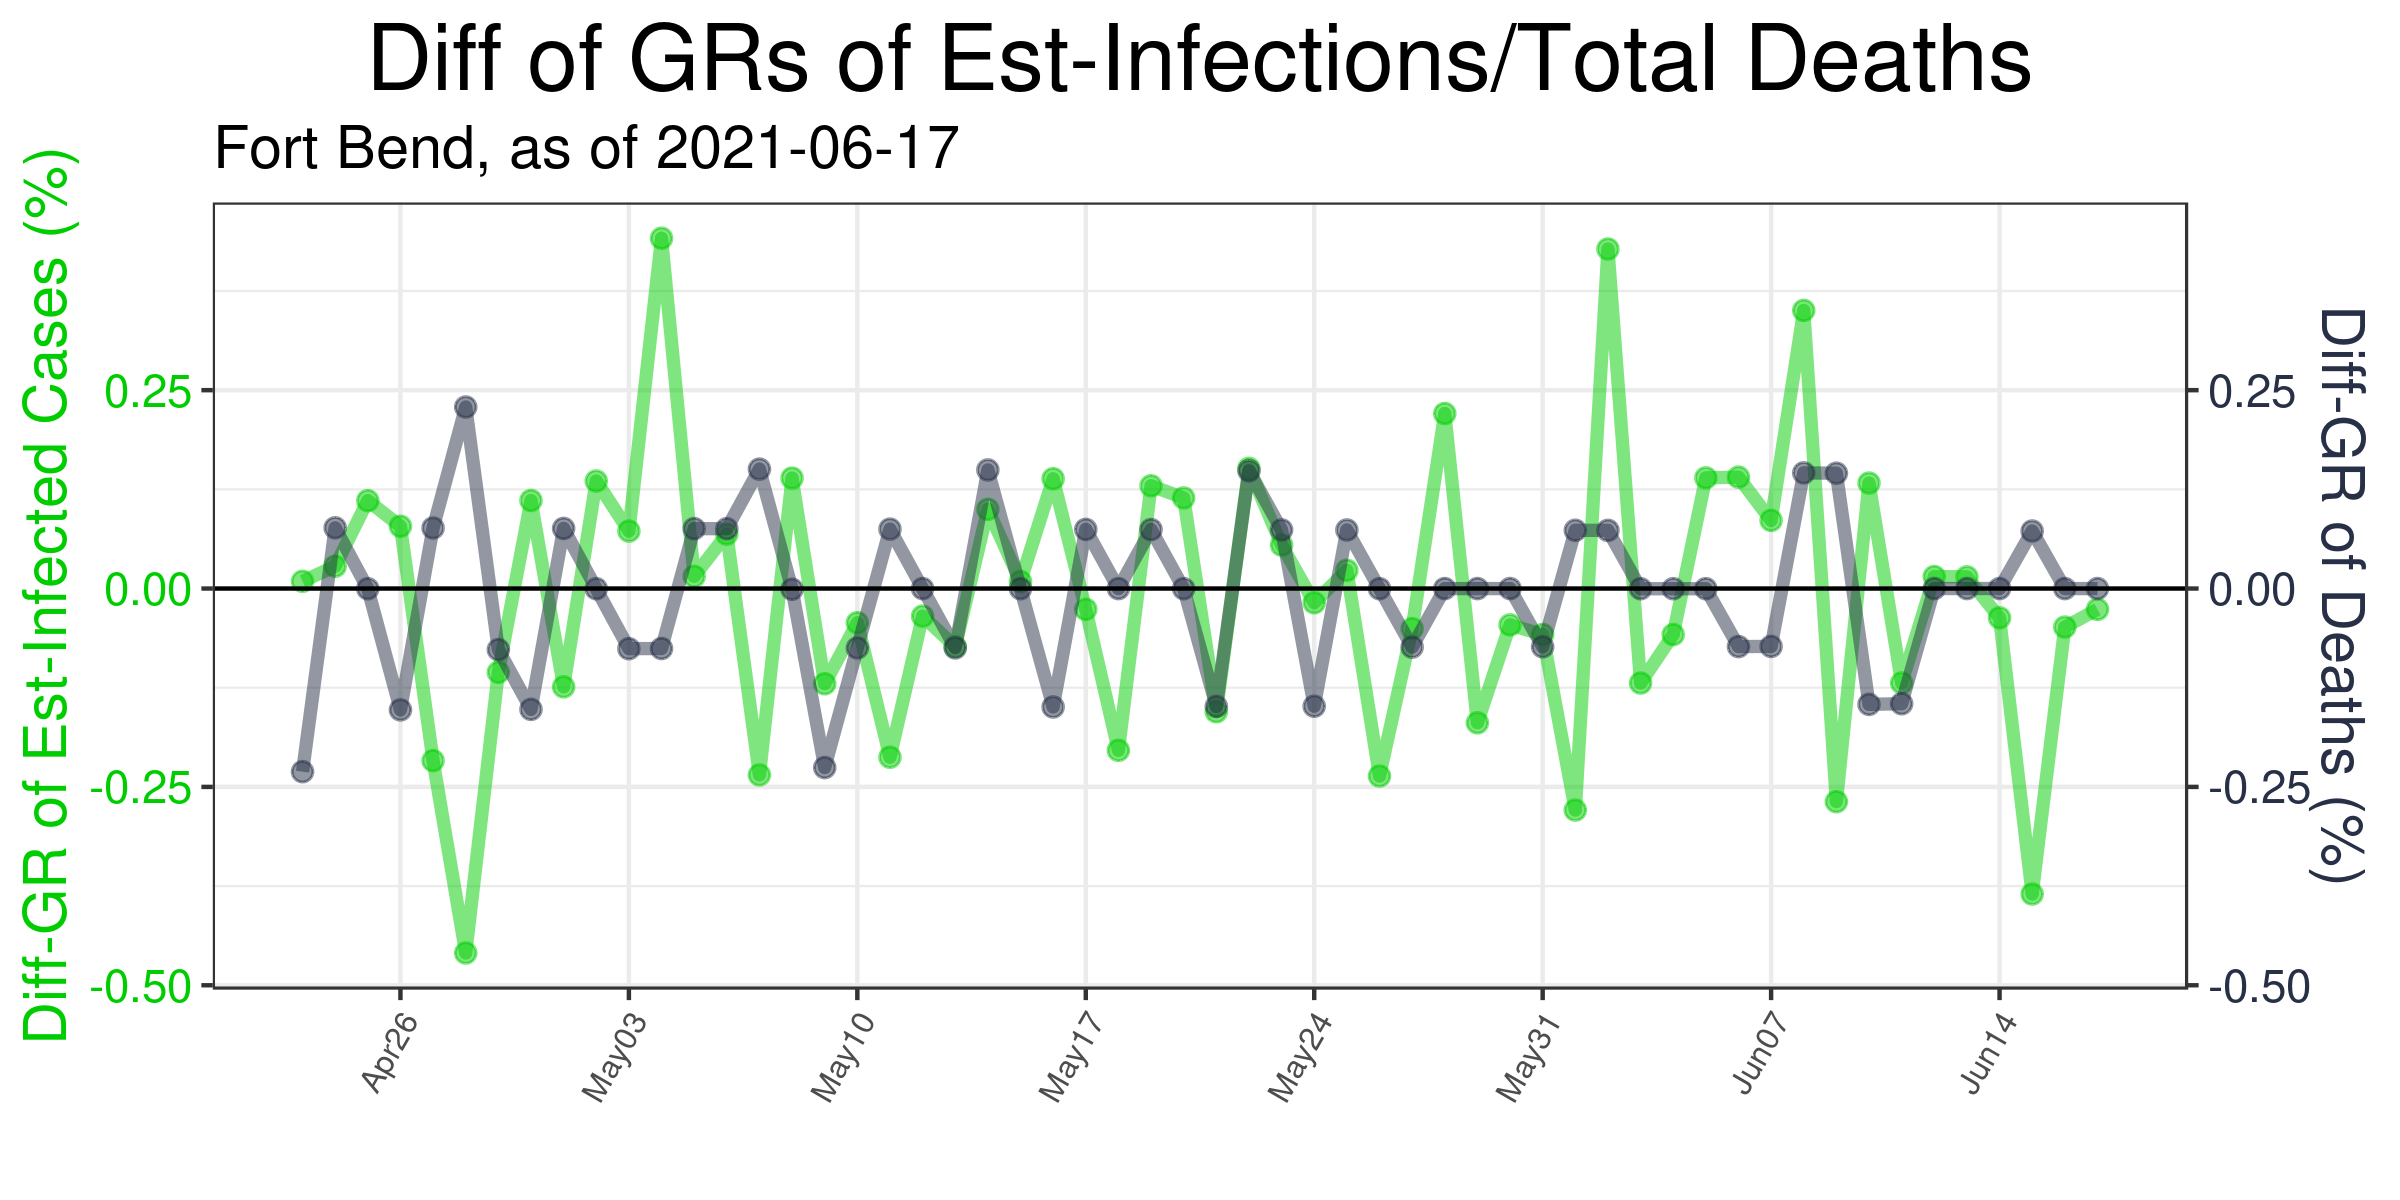 Diff of GRs of Est-Infections/Total Deaths
Fort Bend, as of 2021-06-17
Diff-GR of Est-Infected Cases (%)
0.25
0.00
-0.25
-0.50
0.25
0.00
-0.25
-0.50
Diff-GR of Deaths (%)
Apr26
May03
May10
May17
May24
May31
Jun07
Jun14